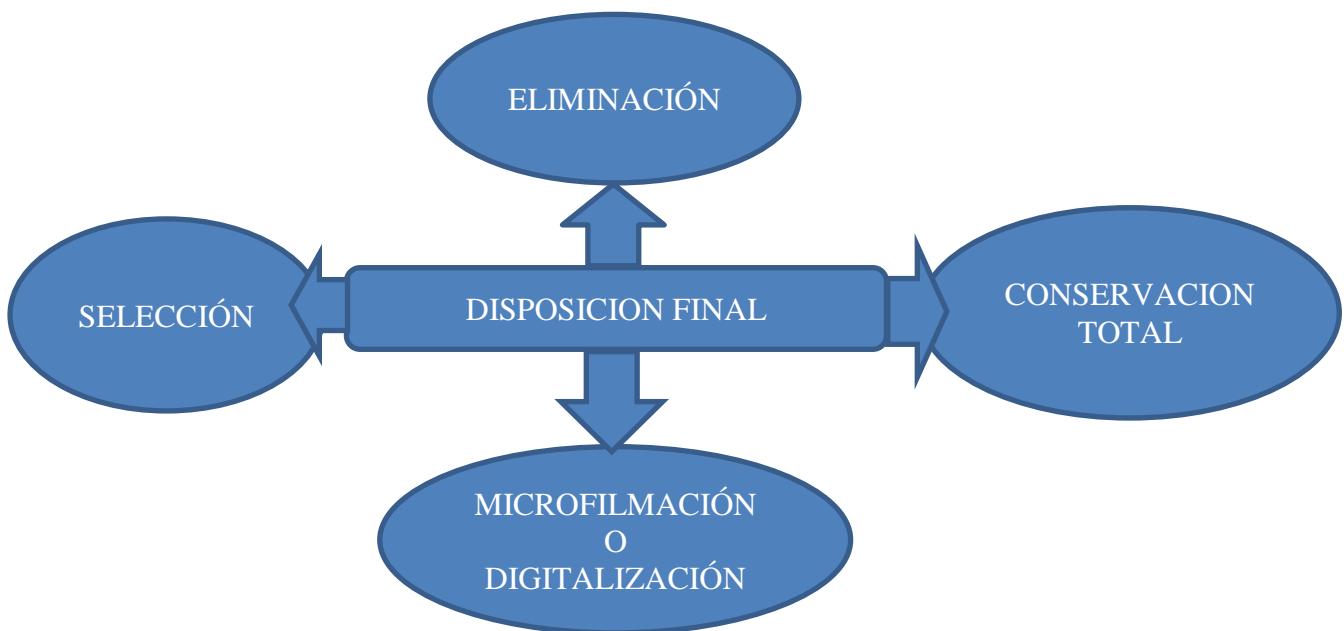 ELIMINACIÓN
SELECCIÓN
DISPOSICION FINAL
CONSERVACION
TOTAL
MICROFILMACIÓN
O
DIGITALIZACIÓN